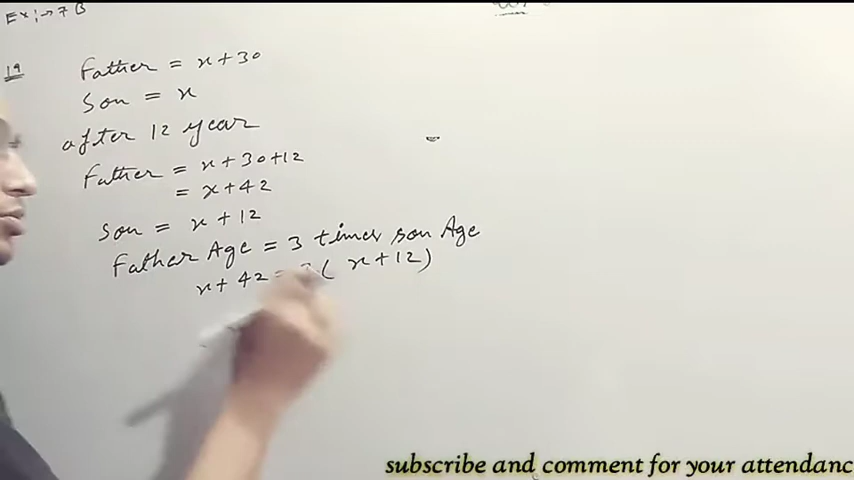 Ex:→7B
19
Father = x+30
Son = x
after 12 year
Father = x+30+12
= x+42
Son = x+12
Father Age = 3 times son Age
x+42= 3( x+12)
subscribe and comment for your attendanc